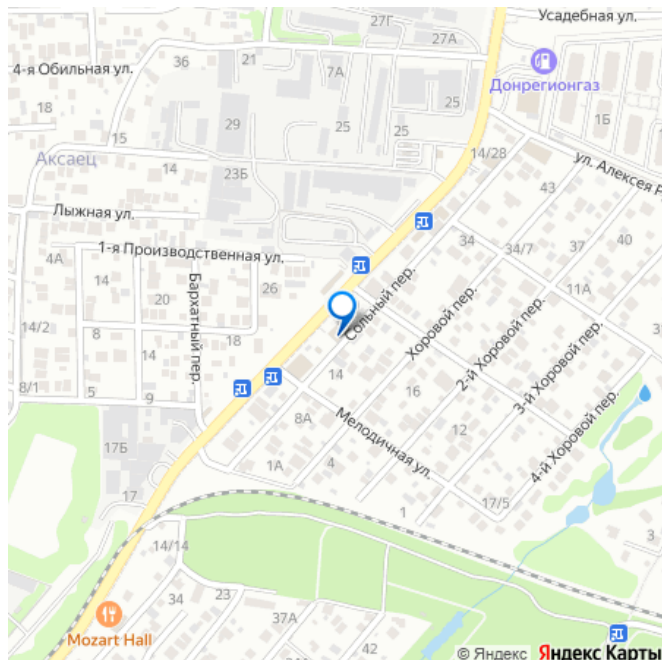 27Г
Усадебная ул.
27А
4-я Обильная ул.
36
21
7А
Донрегионгаз
18
25
25
1Б
29
25
25
15
Аксаец
14
23Б
14/28
ул. Алексея Р
43
Лыжная ул.
34
34/7
37
40
1-я Производственная ул.
4А
26
11А
20
Бархатный пер.
Сольный пер.
Хоровой пер.
2-й Хоровой пер.
3-й Хоровой пер.
4-й Хоровой пер.
14/2
8
18
3
14
14
16
8/1
5
9
8А
Мелодичная ул.
12
17Б
1А
4
17
17/5
1
14/14
3
34
23
37А
Mozart Hall
42
© Яндекс Яндекс Карты